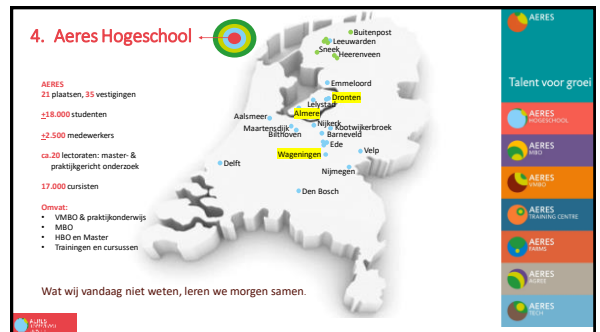 4. Aeres Hogeschool
AERES
21 plaatsen, 35 vestigingen
±18.000 studenten
±2.500 medewerkers
ca.20 lectoraten: master- &
praktijkgericht onderzoek
17.000 cursisten
Omvat:
• VMBO & praktijkonderwijs
• MBO
• HBO en Master
• Trainingen en cursussen
Buitenpost
Leeuwarden
Sneek
Heerenveen
Emmeloord
Dronten
Lelystad
Almere
Aalsmeer
Nijkerk
Maartensdijk
Kootwijkerbroek
Bilthoven
Barneveld
Ede
Wageningen
Velp
Delft
Nijmegen
Den Bosch
Wat wij vandaag niet weten, leren we morgen samen.
AERES
Talent voor groei
AERES
HOGESCHOOL
AERES
MBO
AERES
VMBO
AERES
TRAINING CENTRE
AERES
FARMS
AERES
AGREE
AERES
TECH
AERES